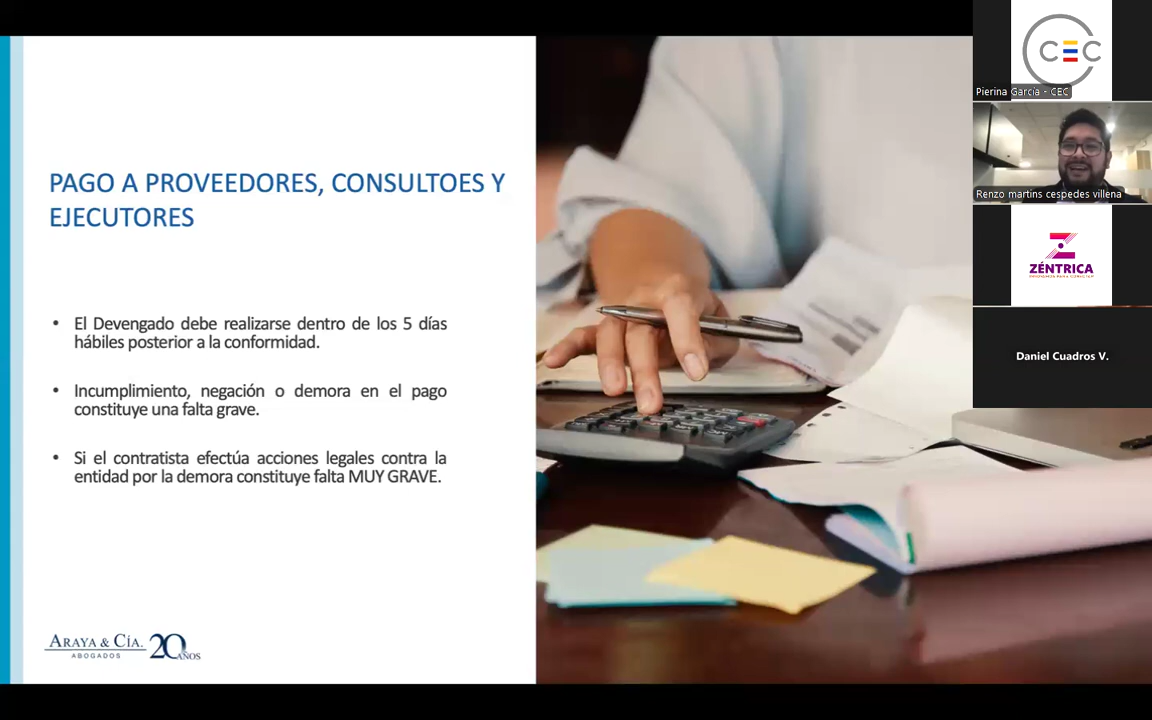 PAGO A PROVEEDORES, CONSULTOES Y
EJECUTORES
• El Devengado debe realizarse dentro de los 5 días
hábiles posterior a la conformidad.
• Incumplimiento, negación o demora en el pago
constituye una falta grave.
• Si el contratista efectúa acciones legales contra la
entidad por la demora constituye falta MUY GRAVE.
ARAYA & CÍA.
ABOGADOS
20 AÑOS
CEC
Pierina García - CEC
Renzo martins cespedes villena
ZÉNTRICA
Daniel Cuadros V.